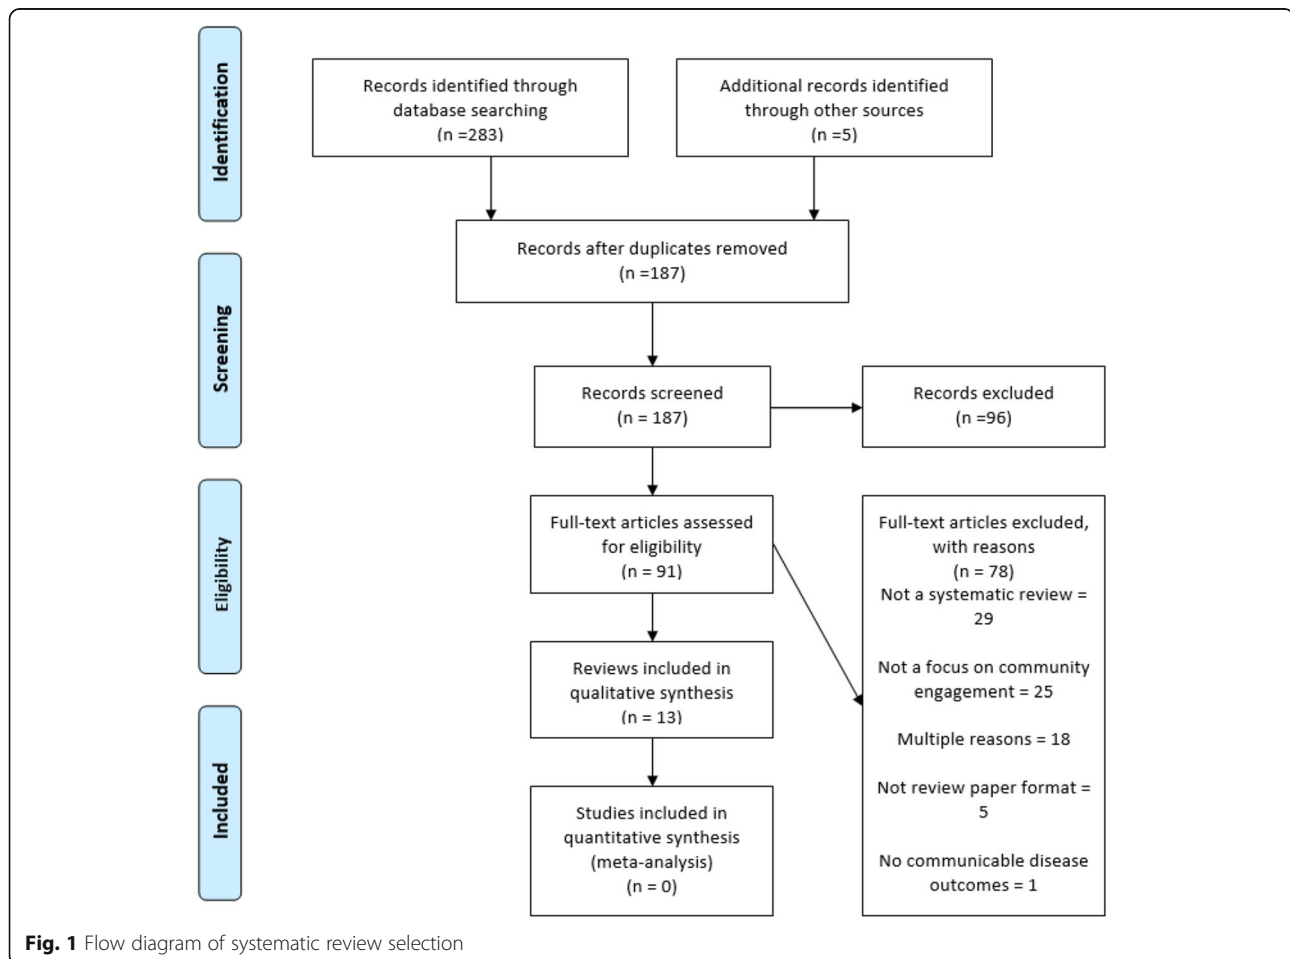 Identification
Records identified through
database searching
(n =283)
Additional records identified
through other sources
(n =5)
Records after duplicates removed
(n =187)
Screening
Records screened
(n = 187)
Records excluded
(n =96)
Eligibility
Full-text articles assessed
for eligibility
(n = 91)
Full-text articles excluded,
with reasons
(n = 78)
Not a systematic review =
29
Not a focus on community
engagement = 25
Multiple reasons = 18
Not review paper format =
5
No communicable disease
outcomes = 1
Reviews included in
qualitative synthesis
(n = 13)
Included
Studies included in
quantitative synthesis
(meta-analysis)
(n = 0)
Fig. 1 Flow diagram of systematic review selection